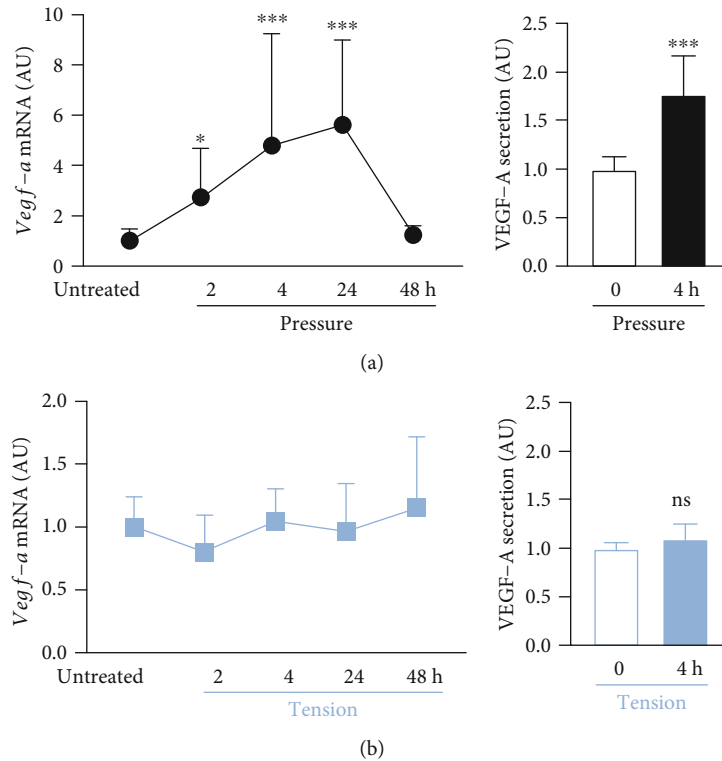 Vegf-a mRNA (AU)
10
8
6
4
2
0
*
***
***
Untreated
2
4
24
48 h
Pressure
VEGF-A secretion (AU)
2.5
2.0
1.5
1.0
0.5
0.0
***
0
4 h
Pressure
(a)
Vegf-a mRNA (AU)
2.0
1.5
1.0
0.5
0.0
Untreated
2
4
24
48 h
Tension
VEGF-A secretion (AU)
2.5
2.0
1.5
1.0
0.5
0.0
ns
0
4 h
Tension
(b)